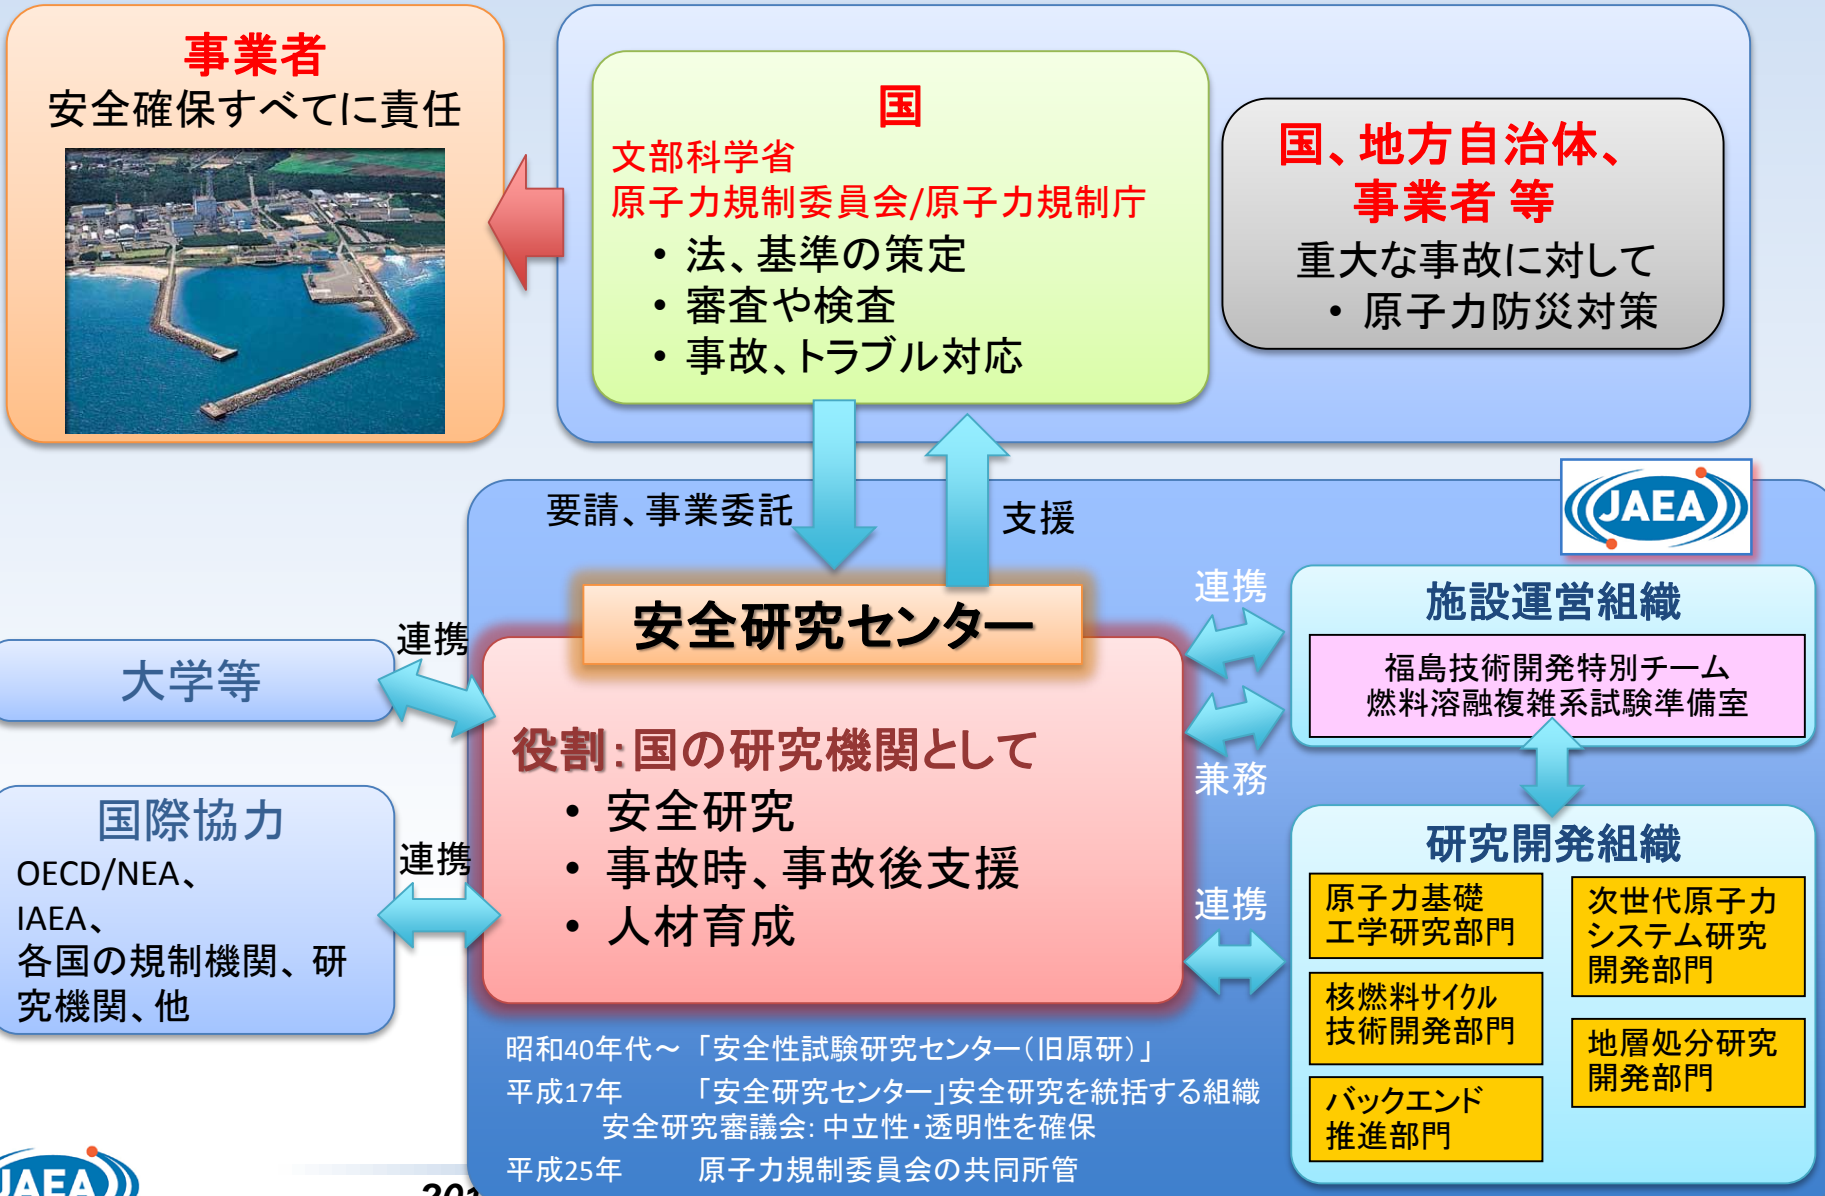 事業者
安全確保すべてに責任
国
文部科学省
原子力規制委員会/原子力規制庁
• 法、基準の策定
• 審査や検査
• 事故、トラブル対応
国、地方自治体、
事業者 等
重大な事故に対して
• 原子力防災対策
要請、事業委託
支援
JAEA
安全研究センター
役割：国の研究機関として
• 安全研究
• 事故時、事故後支援
• 人材育成
連携
大学等
連携
国際協力
OECD/NEA、
IAEA、
各国の規制機関、研
究機関、他
連携
兼務
連携
施設運営組織
福島技術開発特別チーム
燃料溶融複雑系試験準備室
研究開発組織
原子力基礎
工学研究部門
核燃料サイクル
技術開発部門
バックエンド
推進部門
次世代原子力
システム研究
開発部門
地層処分研究
開発部門
昭和40年代～「安全性試験研究センター（旧原研）」
平成17年 「安全研究センター」安全研究を統括する組織
安全研究審議会：中立性・透明性を確保
平成25年 原子力規制委員会の共同所管
JAEA